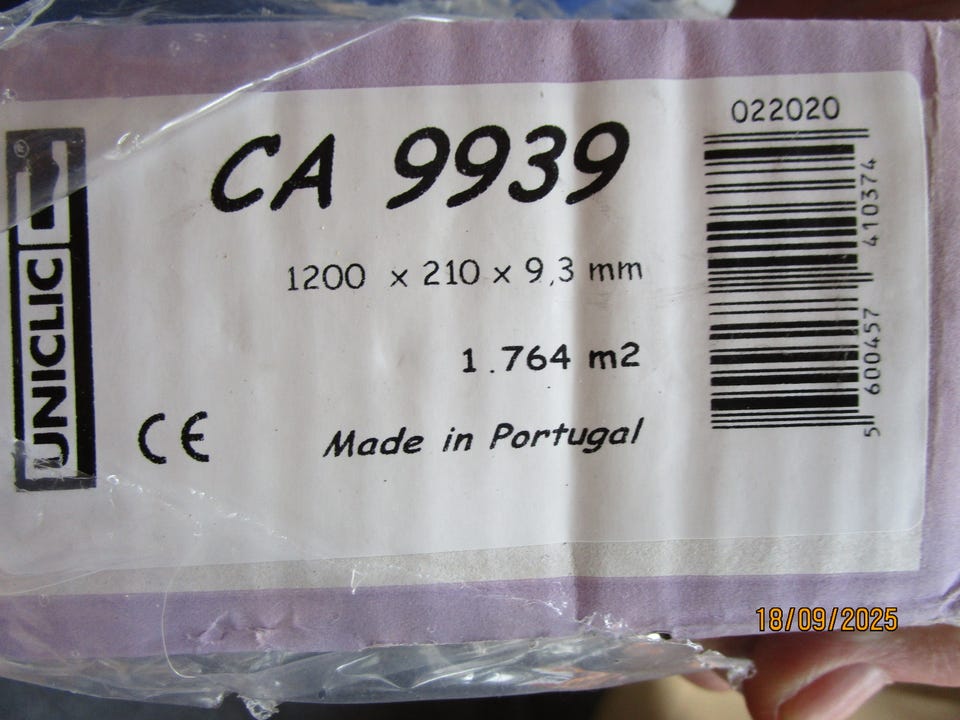 UNICLIC
®
CA 9939
1200 x 210 x 9,3 mm
1.764 m2
CE
Made in Portugal
022020
5 600457 410374
18/09/2025